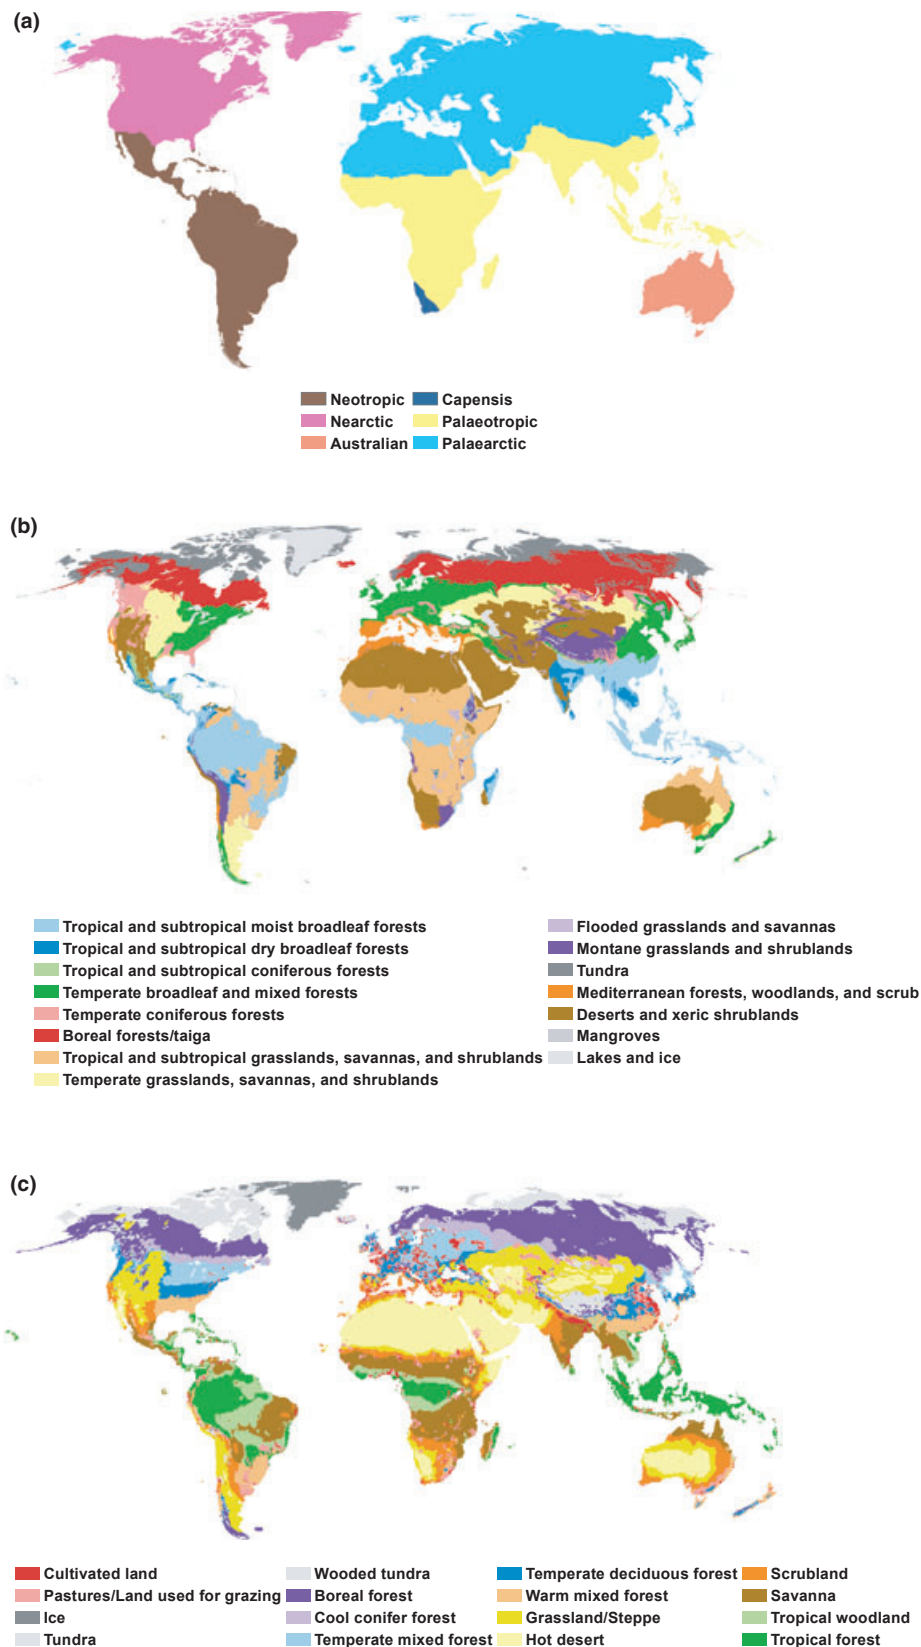 (a)
Neotropic Capensis
Nearctic Palaeotropic
Australian Palaearctic
(b)
Tropical and subtropical moist broadleaf forests Flooded grasslands and savannas
Tropical and subtropical dry broadleaf forests Montane grasslands and shrublands
Tropical and subtropical coniferous forests Tundra
Temperate broadleaf and mixed forests Mediterranean forests, woodlands, and scrub
Temperate coniferous forests Deserts and xeric shrublands
Boreal forests/taiga Mangroves
Tropical and subtropical grasslands, savannas, and shrublands Lakes and ice
Temperate grasslands, savannas, and shrublands
(c)
Cultivated land Wooded tundra Temperate deciduous forest Scrubland
Pastures/Land used for grazing Boreal forest Warm mixed forest Savanna
Ice Cool conifer forest Grassland/Steppe Tropical woodland
Tundra Temperate mixed forest Hot desert Tropical forest